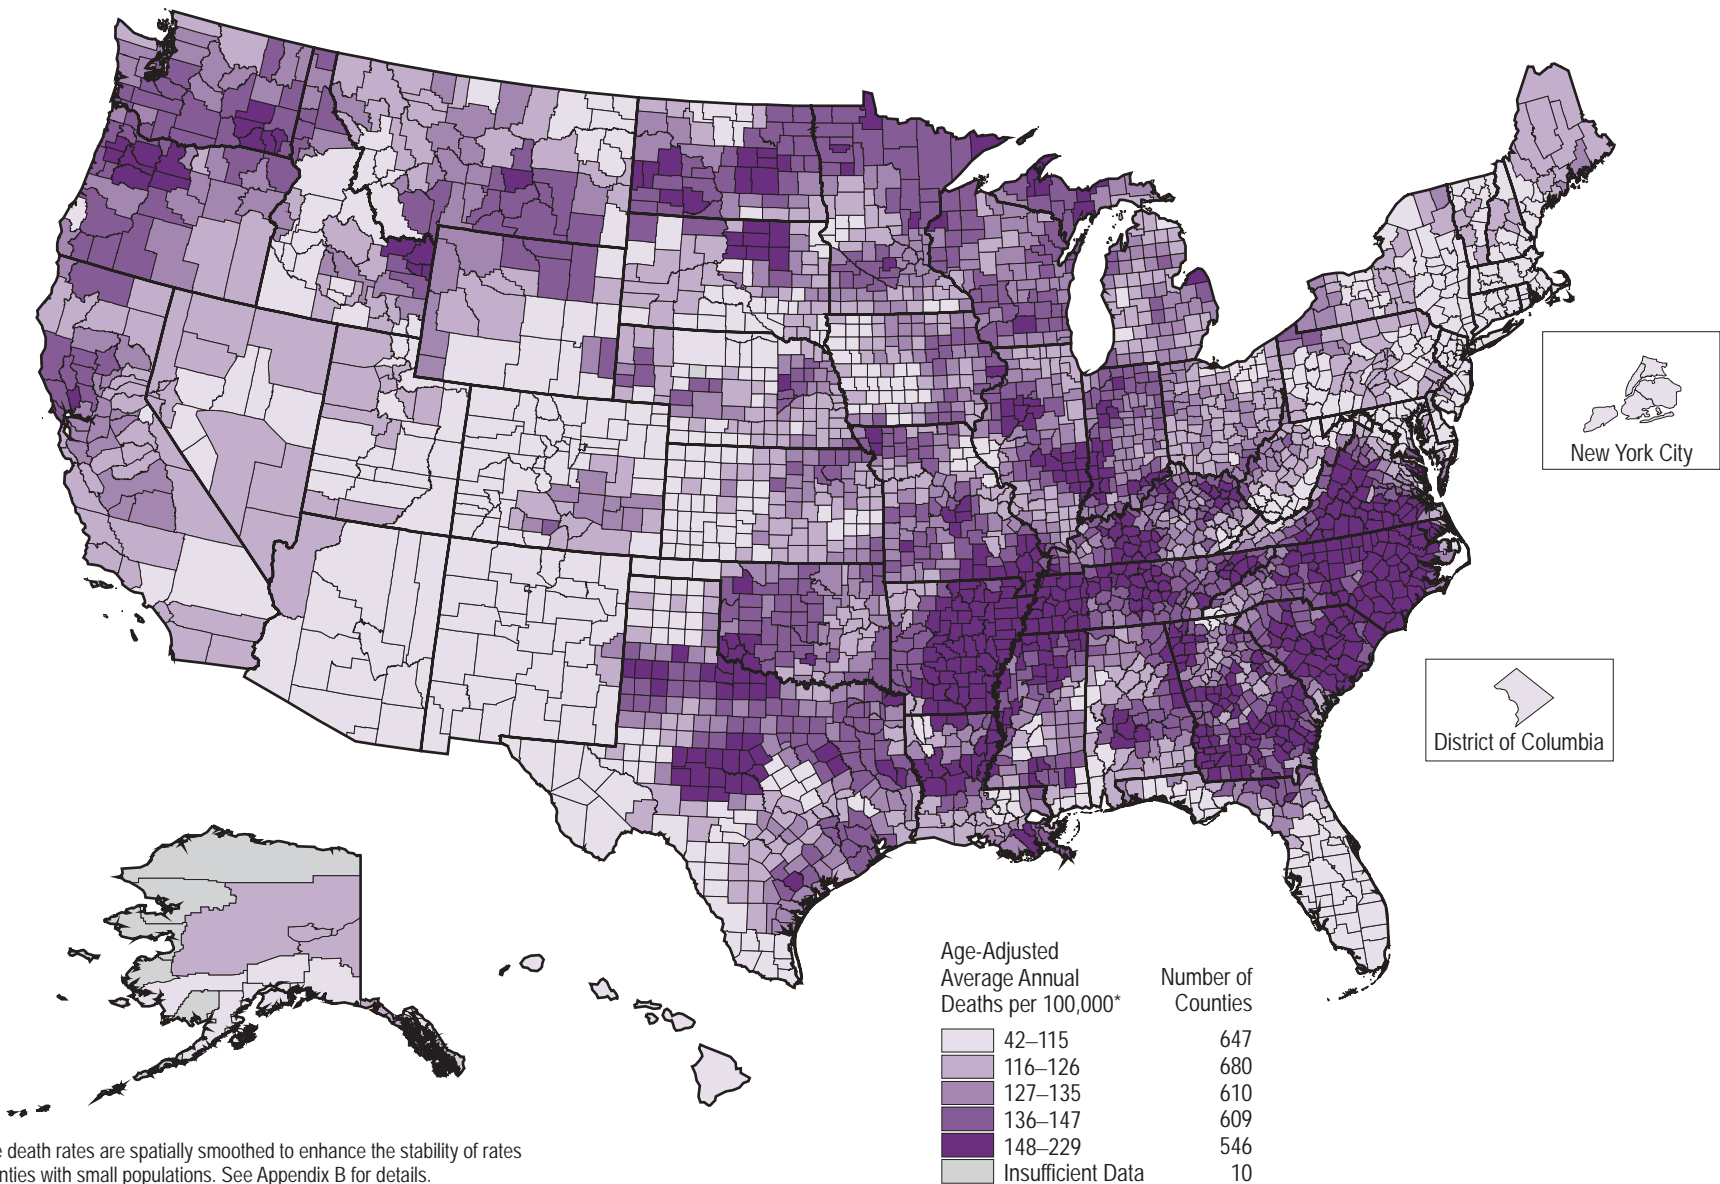 New York City
District of Columbia
Age-Adjusted
Average Annual
Deaths per 100,000*
Number of
Counties
42–115 647
116–126 680
127–135 610
136–147 609
148–229 546
Insufficient Data 10
death rates are spatially smoothed to enhance the stability of rates
with small populations. See Appendix B for details.